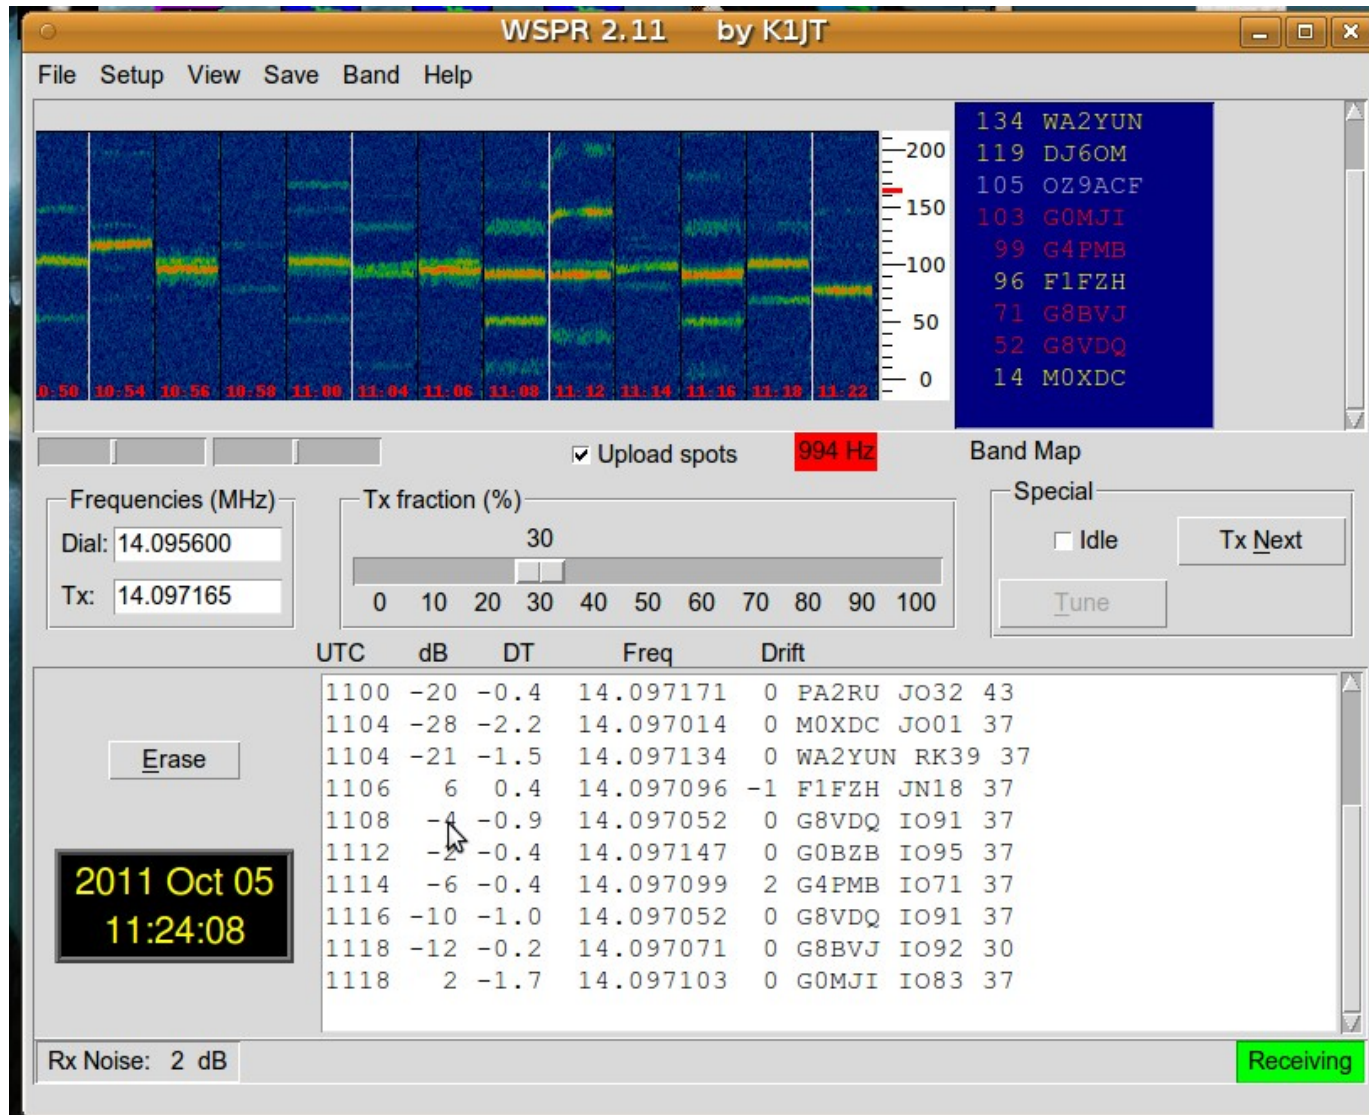 WSPR 2.11 by K1JT
File Setup View Save Band Help
200
150
100
50
0
0:50 10:54 10:56 10:58 11:00 11:04 11:06 11:08 11:12 11:14 11:16 11:18 11:22
134 WA2YUN
119 DJ6OM
105 OZ9ACF
103 G0MJI
99 G4PMB
96 F1FZH
71 G8BVJ
52 G8VDQ
14 M0XDC
Upload spots
994 Hz
Band Map
Frequencies (MHz)
Dial: 14.095600
Tx: 14.097165
Tx fraction (%)
30
0 10 20 30 40 50 60 70 80 90 100
Special
Idle
Tx Next
Tune
UTC dB DT Freq Drift
1100 -20 -0.4 14.097171 0 PA2RU JO32 43
1104 -28 -2.2 14.097014 0 M0XDC JO01 37
1104 -21 -1.5 14.097134 0 WA2YUN RK39 37
1106 6 0.4 14.097096 -1 F1FZH JN18 37
1108 -4 -0.9 14.097052 0 G8VDQ IO91 37
1112 -2 -0.4 14.097147 0 G0BZB IO95 37
1114 -6 -0.4 14.097099 2 G4PMB IO71 37
1116 -10 -1.0 14.097052 0 G8VDQ IO91 37
1118 -12 -0.2 14.097071 0 G8BVJ IO92 30
1118 2 -1.7 14.097103 0 G0MJI IO83 37
Erase
2011 Oct 05
11:24:08
Rx Noise: 2 dB
Receiving